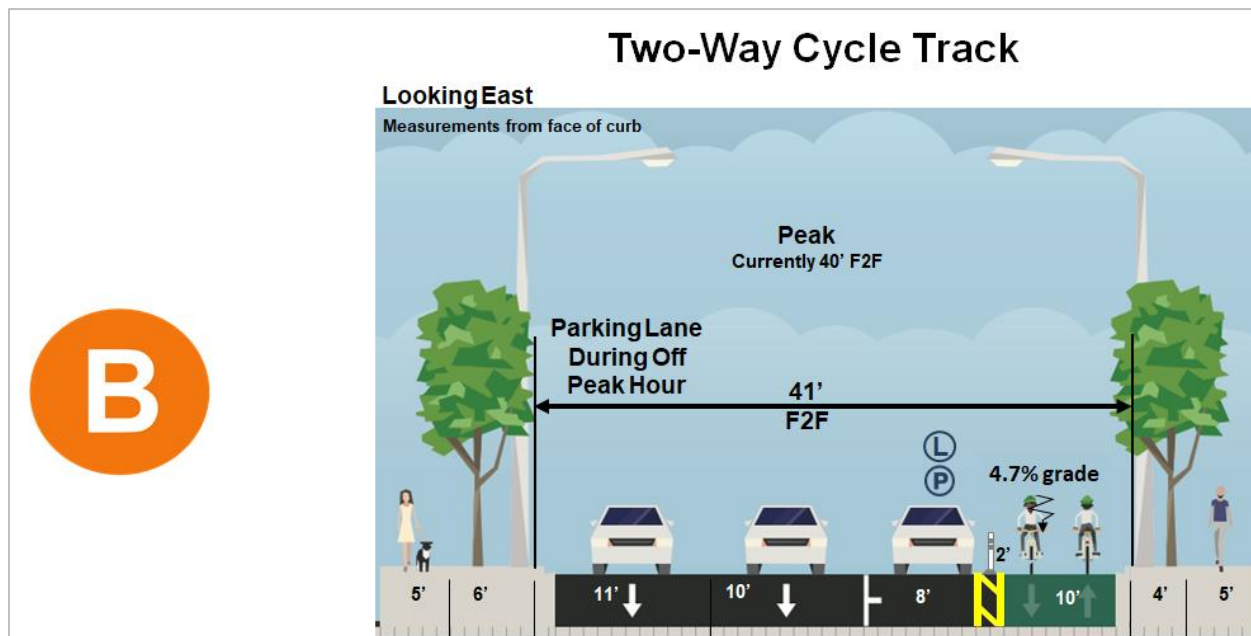 Two-Way Cycle Track
Looking East
Measurements from face of curb
B
Peak
Currently 40’ F2F
Parking Lane
During Off
Peak Hour
41’
F2F
L
P
4.7% grade
2’
5’
6’
11’
10’
8’
10’
4’
5’